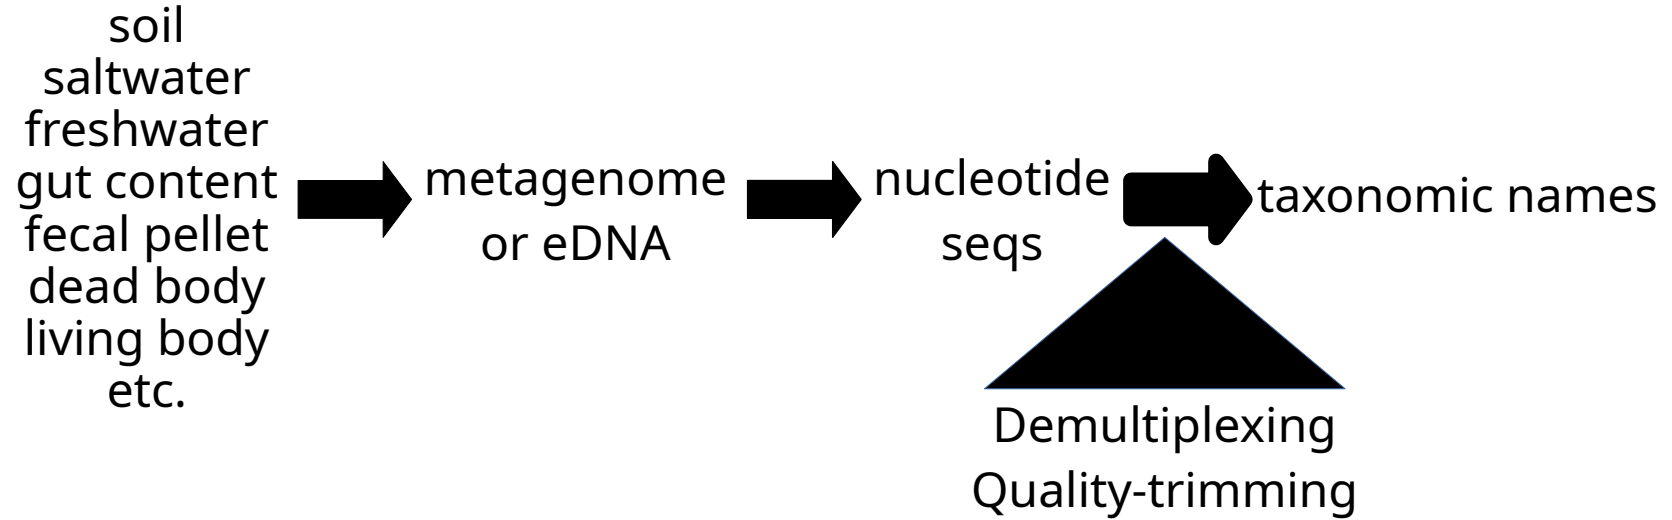 soil
saltwater
freshwater
gut content
fecal pellet
dead body
living body
etc.
metagenome
or eDNA
nucleotide
seqs
taxonomic names
Demultiplexing
Quality-trimming